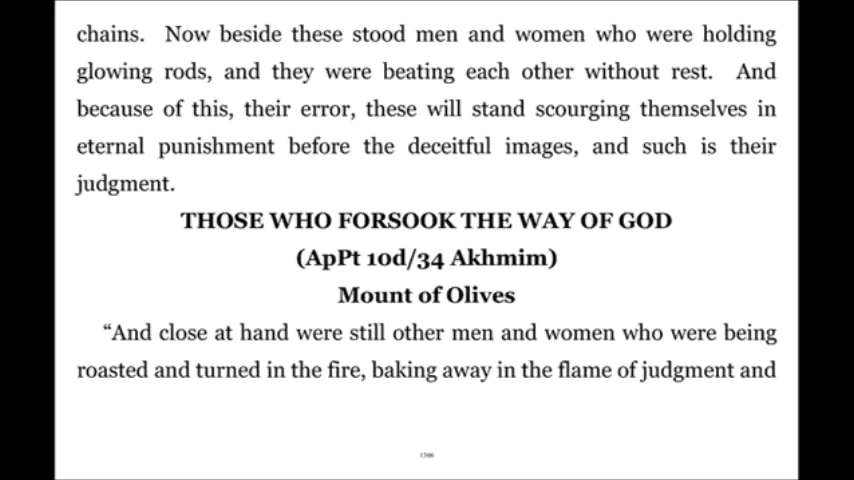 chains. Now beside these stood men and women who were holding
glowing rods, and they were beating each other without rest. And
because of this, their error, these will stand scourging themselves in
eternal punishment before the deceitful images, and such is their
judgment.
THOSE WHO FORSOOK THE WAY OF GOD
(ApPt 10d/34 Akhmim)
Mount of Olives
“And close at hand were still other men and women who were being
roasted and turned in the fire, baking away in the flame of judgment and